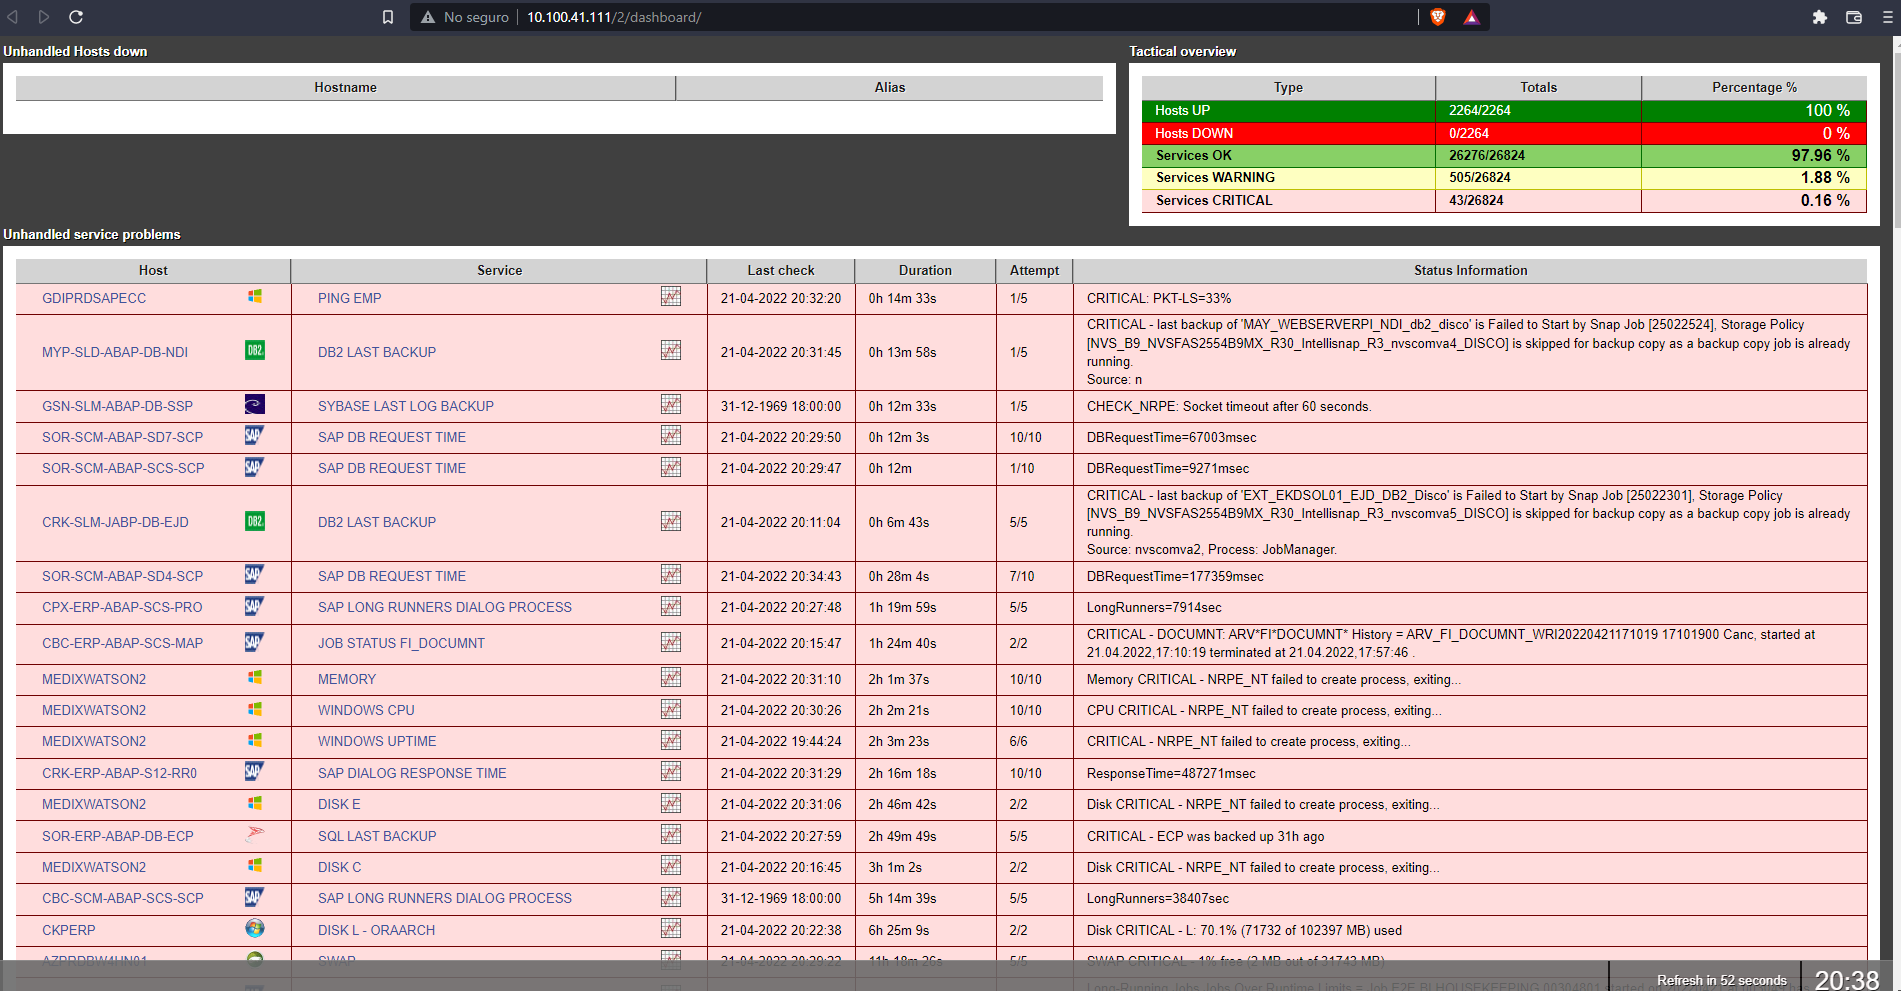 No seguro 10.100.41.111/2/dashboard/
Unhandled Hosts down
Hostname Alias
Tactical overview
Type Totals Percentage %
Hosts UP 2264/2264 100 %
Hosts DOWN 0/2264 0 %
Services OK 26276/26824 97.96 %
Services WARNING 505/26824 1.88 %
Services CRITICAL 43/26824 0.16 %
Unhandled service problems
Host Service Last check Duration Attempt Status Information
GDIPRDSAPECC PING EMP 21-04-2022 20:32:20 0h 14m 33s 1/5 CRITICAL: PKT-LS=33%
MYP-SLD-ABAP-DB-NDI DB2 DB2 LAST BACKUP 21-04-2022 20:31:45 0h 13m 58s 1/5 CRITICAL - last backup of 'MAY_WEBSERVERPI_NDI_db2_disco' is Failed to Start by Snap Job [25022524], Storage Policy
[NVS_B9_NVSFAS2554B9MX_R30_Intellisnap_R3_nvscomva4_DISCO] is skipped for backup copy as a backup copy job is already
running.
Source: n
GSN-SLM-ABAP-DB-SSP SYBASE LAST LOG BACKUP 31-12-1969 18:00:00 0h 12m 33s 1/5 CHECK_NRPE: Socket timeout after 60 seconds.
SOR-SCM-ABAP-SD7-SCP SAP SAP DB REQUEST TIME 21-04-2022 20:29:50 0h 12m 3s 10/10 DBRequestTime=67003msec
SOR-SCM-ABAP-SCS-SCP SAP SAP DB REQUEST TIME 21-04-2022 20:29:47 0h 12m 1/10 DBRequestTime=9271msec
CRK-SLM-JABP-DB-EJD DB2 DB2 LAST BACKUP 21-04-2022 20:11:04 0h 6m 43s 5/5 CRITICAL - last backup of 'EXT_EKDSOL01_EJD_DB2_Disco' is Failed to Start by Snap Job [25022301], Storage Policy
[NVS_B9_NVSFAS2554B9MX_R30_Intellisnap_R3_nvscomva5_DISCO] is skipped for backup copy as a backup copy job is already
running.
Source: nvscomva2, Process: JobManager.
SOR-SCM-ABAP-SD4-SCP SAP SAP DB REQUEST TIME 21-04-2022 20:34:43 0h 28m 4s 7/10 DBRequestTime=177359msec
CPX-ERP-ABAP-SCS-PRO SAP SAP LONG RUNNERS DIALOG PROCESS 21-04-2022 20:27:48 1h 19m 59s 5/5 LongRunners=7914sec
CBC-ERP-ABAP-SCS-MAP SAP JOB STATUS FI_DOCUMNT 21-04-2022 20:15:47 1h 24m 40s 2/2 CRITICAL - DOCUMNT: ARV*FI*DOCUMNT* History = ARV_FI_DOCUMNT_WRI20220421171019 17101900 Canc, started at
21.04.2022,17:10:19 terminated at 21.04.2022,17:57:46 .
MEDIXWATSON2 MEMORY 21-04-2022 20:31:10 2h 1m 37s 10/10 Memory CRITICAL - NRPE_NT failed to create process, exiting...
MEDIXWATSON2 WINDOWS CPU 21-04-2022 20:30:26 2h 2m 21s 10/10 CPU CRITICAL - NRPE_NT failed to create process, exiting...
MEDIXWATSON2 WINDOWS UPTIME 21-04-2022 19:44:24 2h 3m 23s 6/6 CRITICAL - NRPE_NT failed to create process, exiting...
CRK-ERP-ABAP-S12-RR0 SAP SAP DIALOG RESPONSE TIME 21-04-2022 20:31:29 2h 16m 18s 10/10 ResponseTime=487271msec
MEDIXWATSON2 DISK E 21-04-2022 20:31:06 2h 46m 42s 2/2 Disk CRITICAL - NRPE_NT failed to create process, exiting...
SOR-ERP-ABAP-DB-ECP SQL LAST BACKUP 21-04-2022 20:27:59 2h 49m 49s 5/5 CRITICAL - ECP was backed up 31h ago
MEDIXWATSON2 DISK C 21-04-2022 20:16:45 3h 1m 2s 2/2 Disk CRITICAL - NRPE_NT failed to create process, exiting...
CBC-SCM-ABAP-SCS-SCP SAP SAP LONG RUNNERS DIALOG PROCESS 31-12-1969 18:00:00 5h 14m 39s 5/5 LongRunners=38407sec
CKPERP DISK L - ORAARCH 21-04-2022 20:22:38 6h 25m 9s 2/2 Disk CRITICAL - L: 70.1% (71732 of 102397 MB) used
AZPRDBW4HN01 SWAP 21-04-2022 20:29:22 11h 18m 26s 5/5 SWAP CRITICAL - 1% free (2 MB out of 31743 MB)
Refresh in 52 seconds 20:38